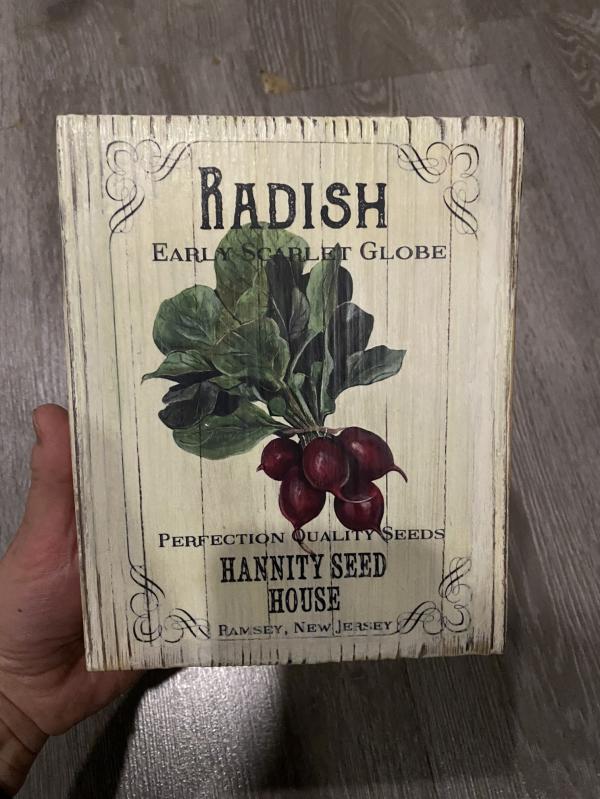 RADISH
EARLY SCARLET GLOBE
PERFECTION QUALITY SEEDS
HANNITY SEED
HOUSE
RAMSEY, NEW JERSEY